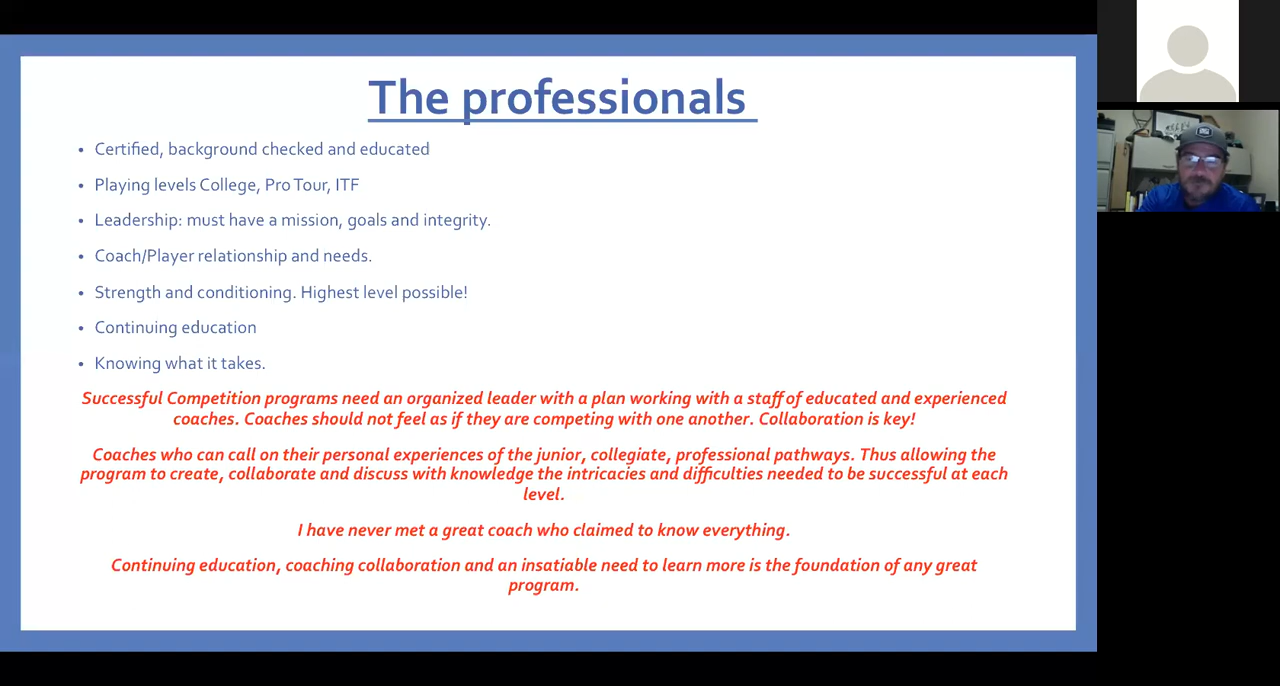 The professionals
• Certified, background checked and educated
• Playing levels College, Pro Tour, ITF
• Leadership: must have a mission, goals and integrity.
• Coach/Player relationship and needs.
• Strength and conditioning. Highest level possible!
• Continuing education
• Knowing what it takes.
Successful Competition programs need an organized leader with a plan working with a staff of educated and experienced
coaches. Coaches should not feel as if they are competing with one another. Collaboration is key!
Coaches who can call on their personal experiences of the junior, collegiate, professional pathways. Thus allowing the
program to create, collaborate and discuss with knowledge the intricacies and difficulties needed to be successful at each
level.
I have never met a great coach who claimed to know everything.
Continuing education, coaching collaboration and an insatiable need to learn more is the foundation of any great
program.